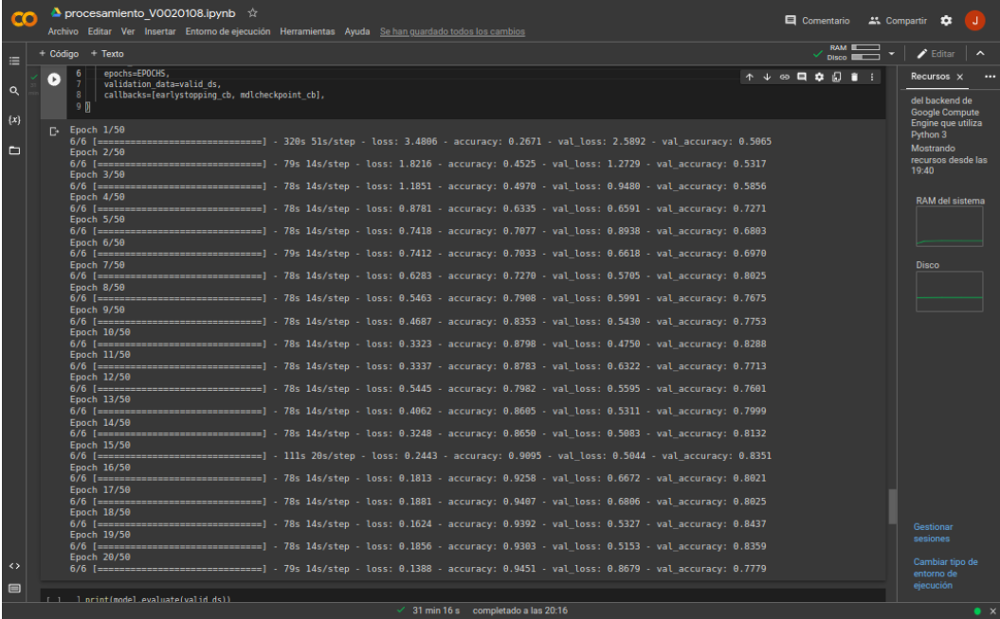 procesamiento_V0020108.ipynb
Comentario
Compartir
J
Archivo Editar Ver Insertar Entorno de ejecución Herramientas Ayuda Se han guardado todos los cambios
+ Código + Texto
RAM
Disco
Editar
6 epochs=EPOCHS,
7 validation_data=valid_ds,
8 callbacks=[earlystopping_cb, mdlcheckpoint_cb],
9 )
Epoch 1/50
6/6 [==============================] - 320s 51s/step - loss: 3.4806 - accuracy: 0.2671 - val_loss: 2.5892 - val_accuracy: 0.5065
Epoch 2/50
6/6 [==============================] - 79s 14s/step - loss: 1.8216 - accuracy: 0.4525 - val_loss: 1.2729 - val_accuracy: 0.5317
Epoch 3/50
6/6 [==============================] - 78s 14s/step - loss: 1.1851 - accuracy: 0.4970 - val_loss: 0.9480 - val_accuracy: 0.5856
Epoch 4/50
6/6 [==============================] - 78s 14s/step - loss: 0.8781 - accuracy: 0.6335 - val_loss: 0.6591 - val_accuracy: 0.7271
Epoch 5/50
6/6 [==============================] - 78s 14s/step - loss: 0.7418 - accuracy: 0.7077 - val_loss: 0.8938 - val_accuracy: 0.6803
Epoch 6/50
6/6 [==============================] - 79s 14s/step - loss: 0.7412 - accuracy: 0.7033 - val_loss: 0.6618 - val_accuracy: 0.6970
Epoch 7/50
6/6 [==============================] - 78s 14s/step - loss: 0.6283 - accuracy: 0.7270 - val_loss: 0.5705 - val_accuracy: 0.8025
Epoch 8/50
6/6 [==============================] - 78s 14s/step - loss: 0.5463 - accuracy: 0.7908 - val_loss: 0.5991 - val_accuracy: 0.7675
Epoch 9/50
6/6 [==============================] - 78s 14s/step - loss: 0.4687 - accuracy: 0.8353 - val_loss: 0.5430 - val_accuracy: 0.7753
Epoch 10/50
6/6 [==============================] - 78s 14s/step - loss: 0.3323 - accuracy: 0.8798 - val_loss: 0.4750 - val_accuracy: 0.8288
Epoch 11/50
6/6 [==============================] - 78s 14s/step - loss: 0.3337 - accuracy: 0.8783 - val_loss: 0.6322 - val_accuracy: 0.7713
Epoch 12/50
6/6 [==============================] - 78s 14s/step - loss: 0.5445 - accuracy: 0.7982 - val_loss: 0.5595 - val_accuracy: 0.7601
Epoch 13/50
6/6 [==============================] - 78s 14s/step - loss: 0.4062 - accuracy: 0.8605 - val_loss: 0.5311 - val_accuracy: 0.7999
Epoch 14/50
6/6 [==============================] - 78s 14s/step - loss: 0.3248 - accuracy: 0.8650 - val_loss: 0.5083 - val_accuracy: 0.8132
Epoch 15/50
6/6 [==============================] - 111s 20s/step - loss: 0.2443 - accuracy: 0.9095 - val_loss: 0.5044 - val_accuracy: 0.8351
Epoch 16/50
6/6 [==============================] - 78s 14s/step - loss: 0.1813 - accuracy: 0.9258 - val_loss: 0.6672 - val_accuracy: 0.8021
Epoch 17/50
6/6 [==============================] - 78s 14s/step - loss: 0.1881 - accuracy: 0.9407 - val_loss: 0.6806 - val_accuracy: 0.8025
Epoch 18/50
6/6 [==============================] - 78s 14s/step - loss: 0.1624 - accuracy: 0.9392 - val_loss: 0.5327 - val_accuracy: 0.8437
Epoch 19/50
6/6 [==============================] - 78s 14s/step - loss: 0.1856 - accuracy: 0.9303 - val_loss: 0.5153 - val_accuracy: 0.8359
Epoch 20/50
6/6 [==============================] - 79s 14s/step - loss: 0.1388 - accuracy: 0.9451 - val_loss: 0.8679 - val_accuracy: 0.7779
[ ] 1 print(model.evaluate(valid_ds))
Recursos X
del backend de
Google Compute
Engine que utiliza
Python 3
Mostrando
recursos desde las
19:40
RAM del sistema
Disco
Gestionar
sesiones
Cambiar tipo de
entorno de
ejecución
31 min 16 s completado a las 20:16